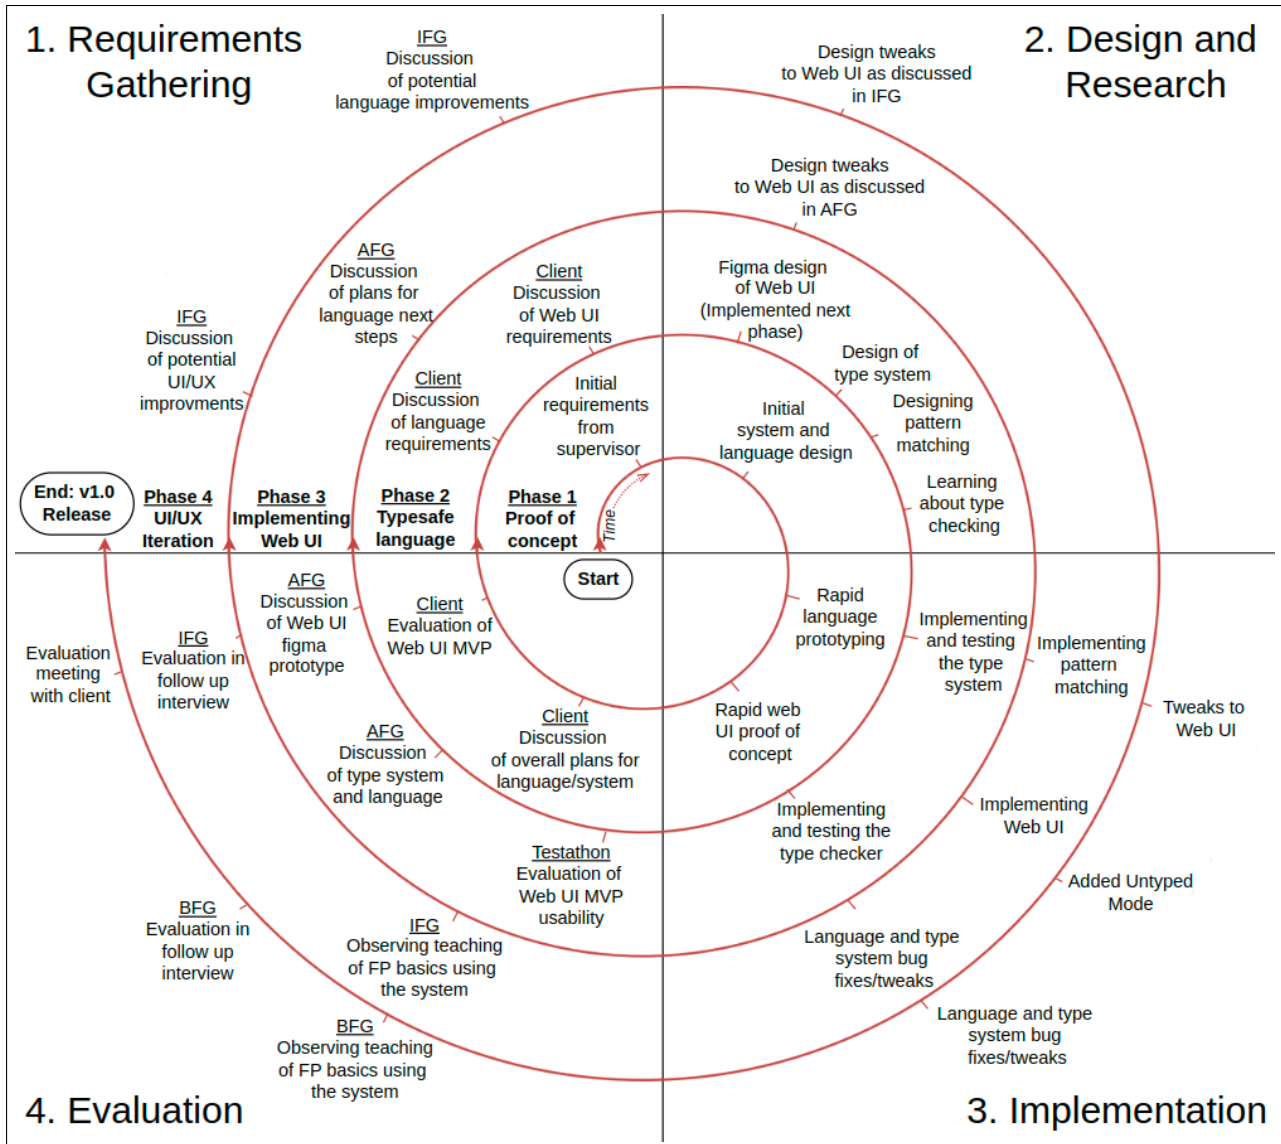 1. Requirements
Gathering
2. Design and
Research
IFG
Discussion
of potential
language improvements
Design tweaks
to Web UI as discussed
in IFG
Design tweaks
to Web UI as discussed
in AFG
AFG
Discussion
of plans for
language next
steps
Client
Discussion
of Web UI
requirements
Figma design
of Web UI
(Implemented next
phase)
IFG
Discussion
of potential
UI/UX
improvments
Client
Discussion
of language
requirements
Initial
requirements
from
supervisor
Initial
system and
language design
Design of
type system
Designing
pattern
matching
Learning
about type
checking
End: v1.0
Release
Phase 4
UI/UX
Iteration
Phase 3
Implementing
Web UI
Phase 2
Typesafe
language
Phase 1
Proof of
concept
Time
Start
AFG
Discussion
of Web UI
figma
prototype
Client
Evaluation of
Web UI MVP
Rapid
language
prototyping
Implementing
and testing
the type
system
Implementing
pattern
matching
Evaluation
meeting
with client
IFG
Evaluation in
follow up
interview
Tweaks to
Web UI
AFG
Discussion
of type system
and language
Client
Discussion
of overall plans for
language/system
Rapid web
UI proof of
concept
Implementing
and testing the
type checker
Implementing
Web UI
Testathon
Evaluation of
Web UI MVP
usability
Added Untyped
Mode
BFG
Evaluation in
follow up
interview
IFG
Observing teaching
of FP basics using
the system
Language and type
system bug
fixes/tweaks
BFG
Observing teaching
of FP basics using
the system
Language and type
system bug
fixes/tweaks
4. Evaluation
3. Implementation